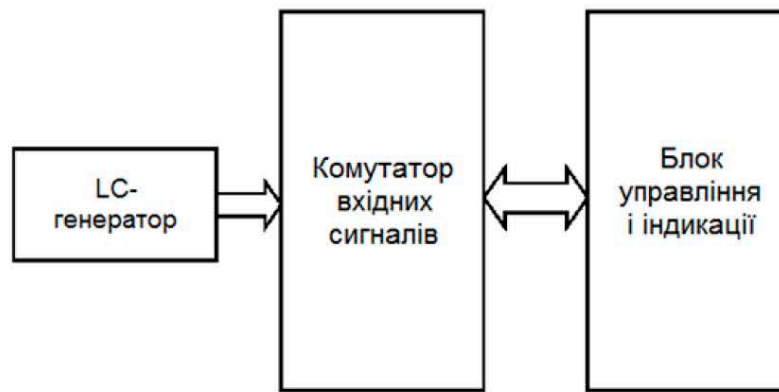 LC-
генератор
Комутатор
вхідних
сигналів
Блок
управління
і індикації